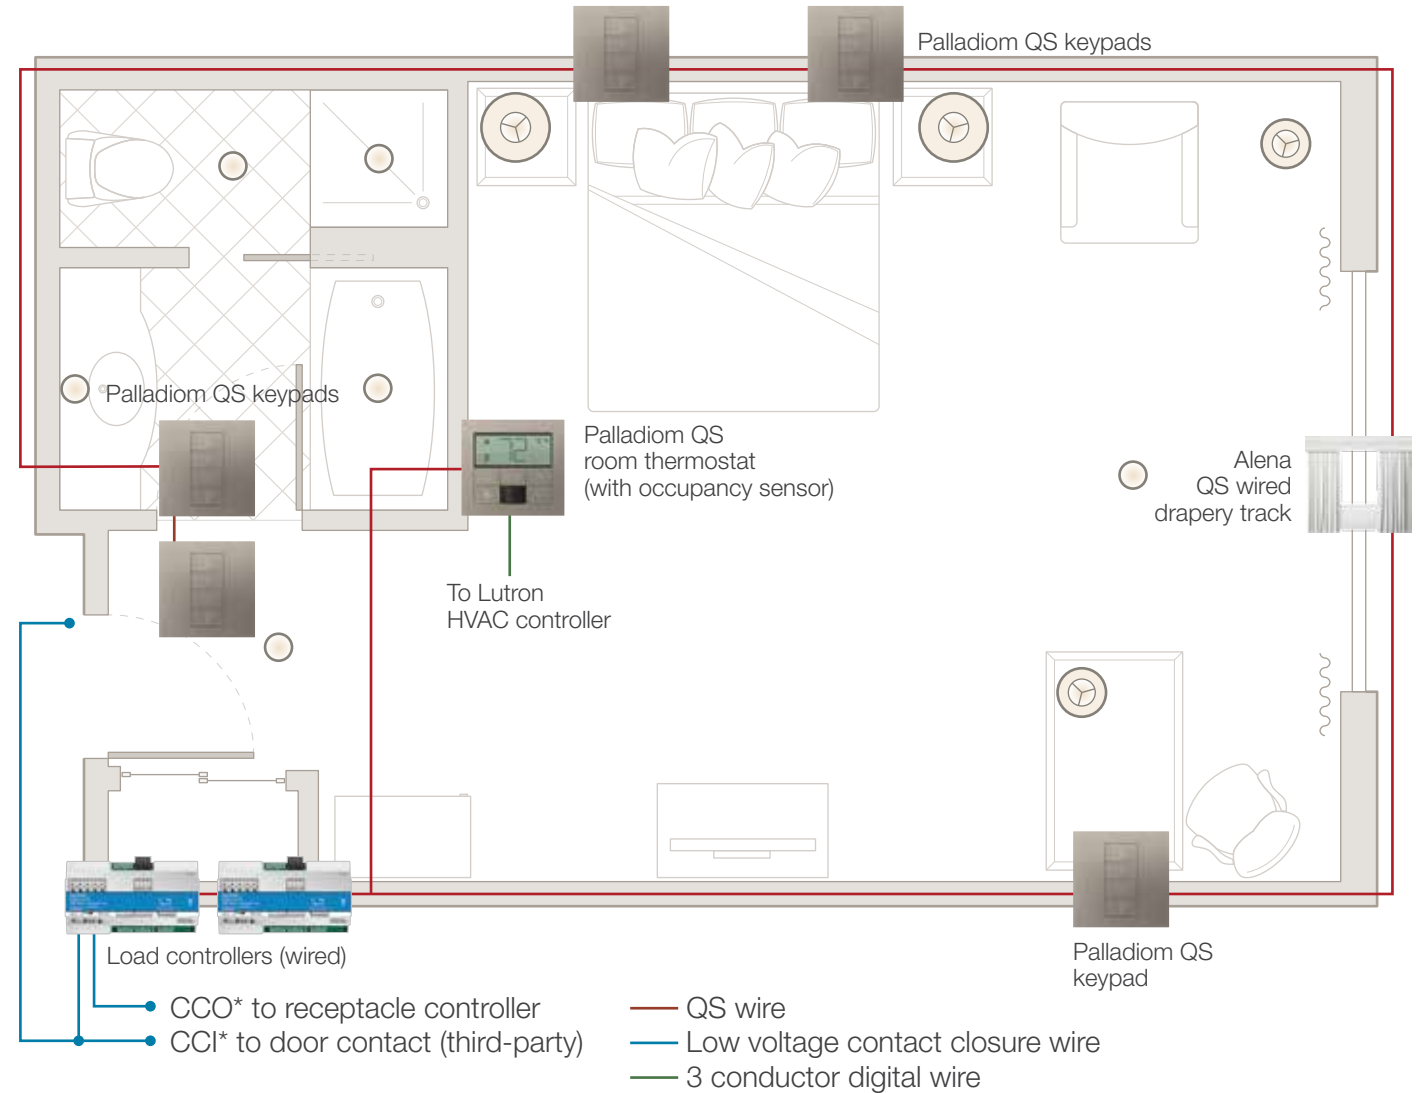 Palladiom QS keypads
Palladiom QS keypads
Palladiom QS
room thermostat
(with occupancy sensor)
Alena
QS wired
drapery track
To Lutron
HVAC controller
Load controllers (wired)
Palladiom QS
keypad
CCO* to receptacle controller
CCI* to door contact (third-party)
QS wire
Low voltage contact closure wire
3 conductor digital wire